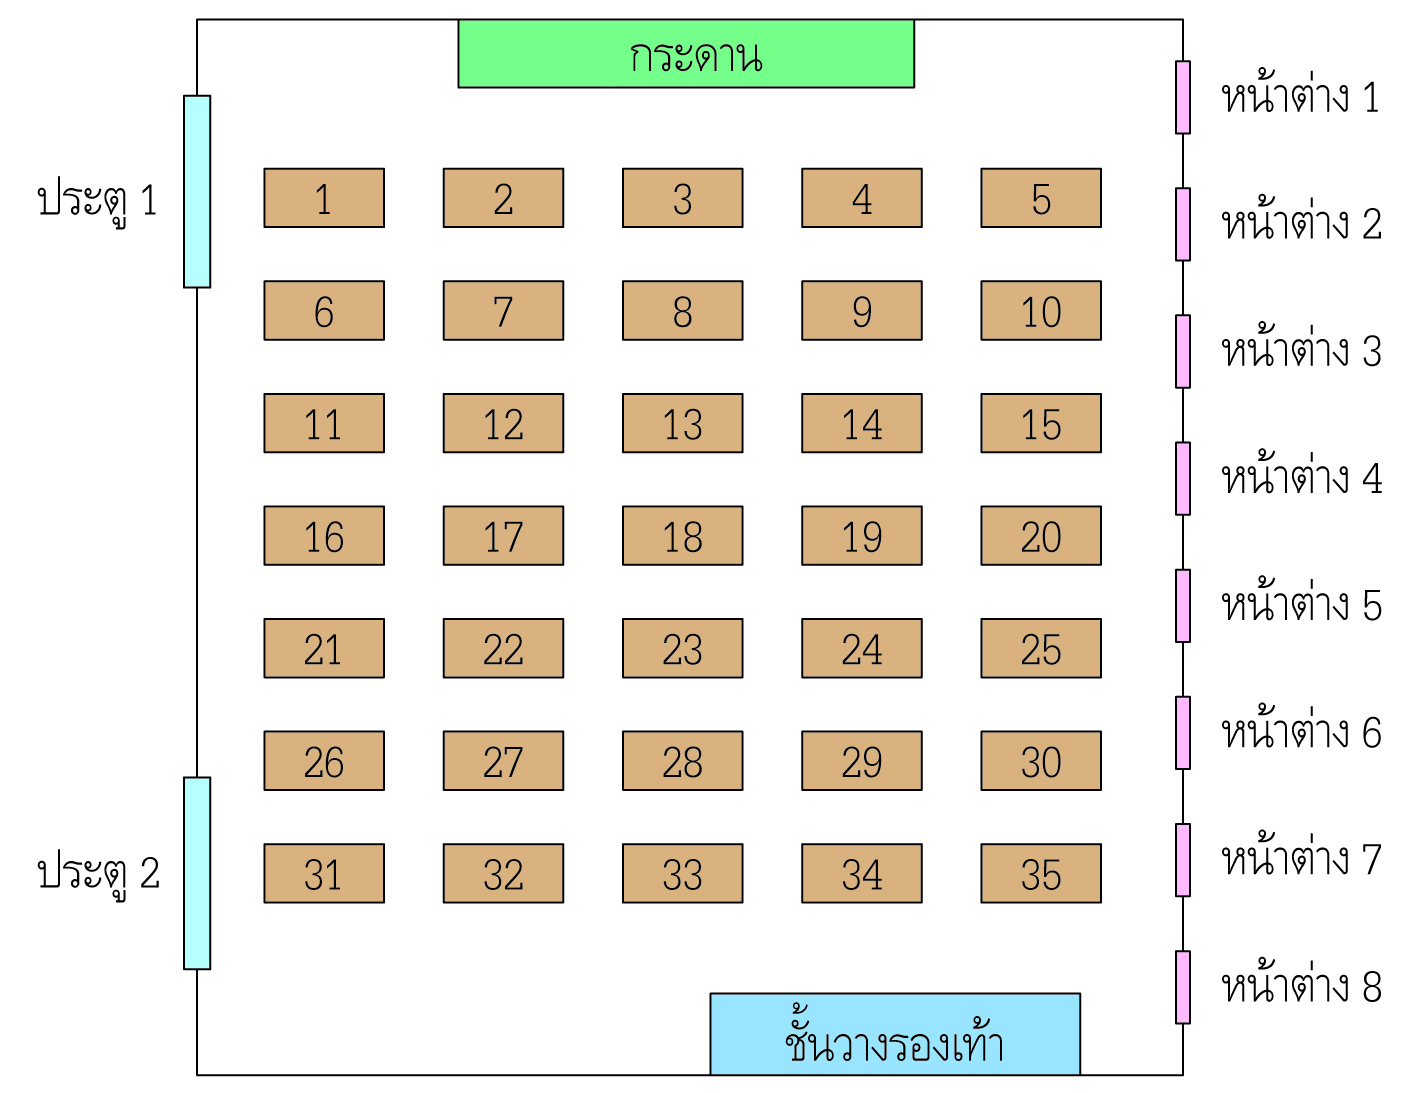 กระดาน
หน้าต่าง 1
ประตู 1
1 2 3 4 5
หน้าต่าง 2
6 7 8 9 10
หน้าต่าง 3
11 12 13 14 15
หน้าต่าง 4
16 17 18 19 20
หน้าต่าง 5
21 22 23 24 25
หน้าต่าง 6
26 27 28 29 30
หน้าต่าง 7
ประตู 2
31 32 33 34 35
หน้าต่าง 8
ชั้นวางรองเท้า